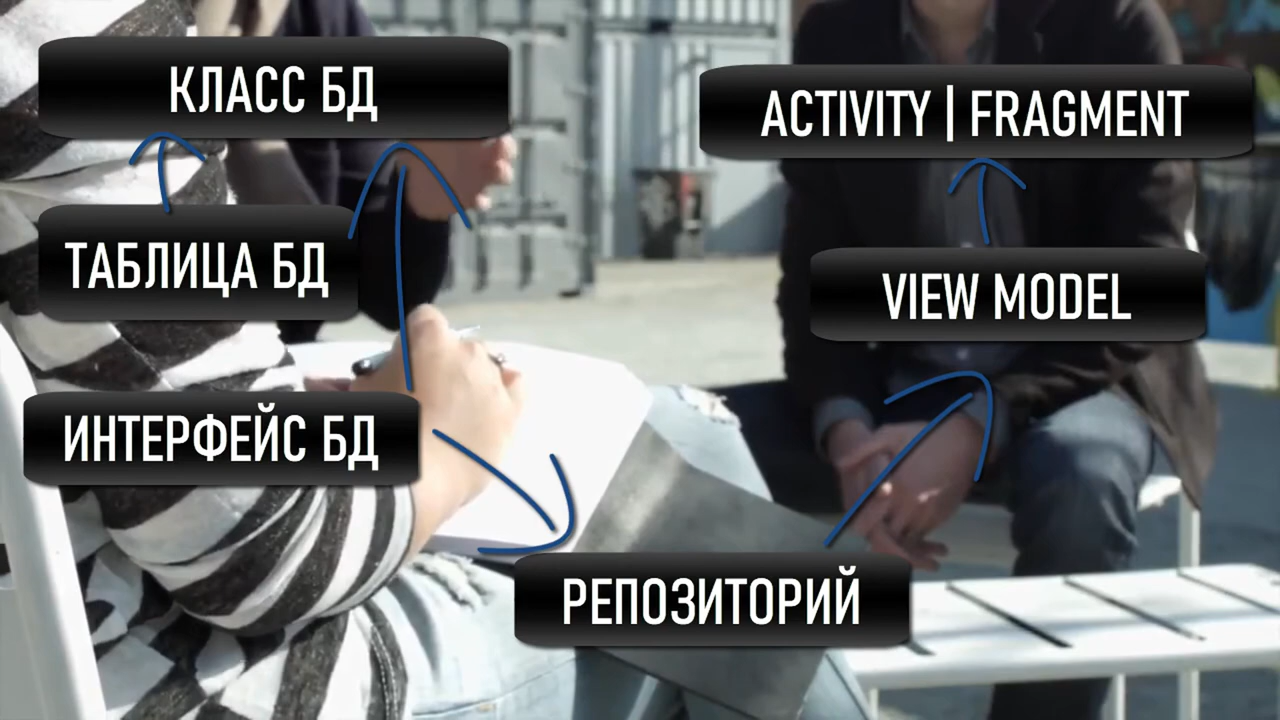 КЛАСС БД
ТАБЛИЦА БД
ИНТЕРФЕЙС БД
РЕПОЗИТОРИЙ
VIEW MODEL
ACTIVITY | FRAGMENT